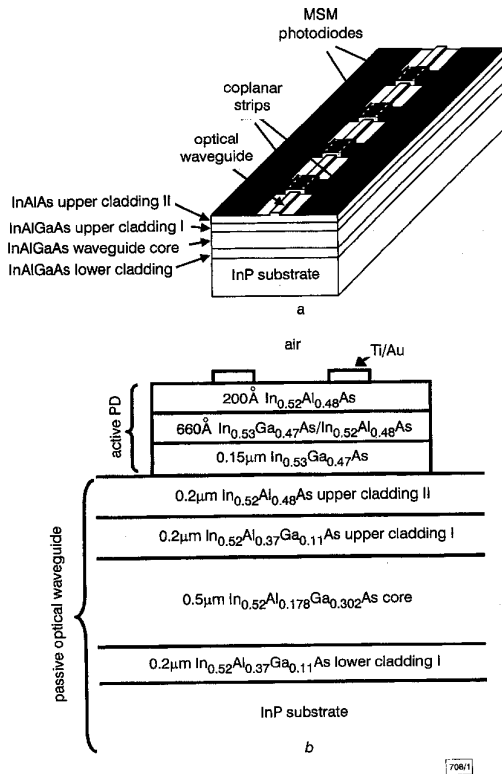 MSM
photodiodes
coplanar
strips
optical
waveguide
InAlAs upper cladding II
InAlGaAs upper cladding I
InAlGaAs waveguide core
InAlGaAs lower cladding
InP substrate
a
air
Ti/Au
active PD
200Å In0.52Al0.48As
660Å In0.53Ga0.47As/In0.52Al0.48As
0.15µm In0.53Ga0.47As
passive optical waveguide
0.2µm In0.52Al0.48As upper cladding II
0.2µm In0.52Al0.37Ga0.11As upper cladding I
0.5µm In0.52Al0.178Ga0.302As core
0.2µm In0.52Al0.37Ga0.11As lower cladding I
InP substrate
b
706/1